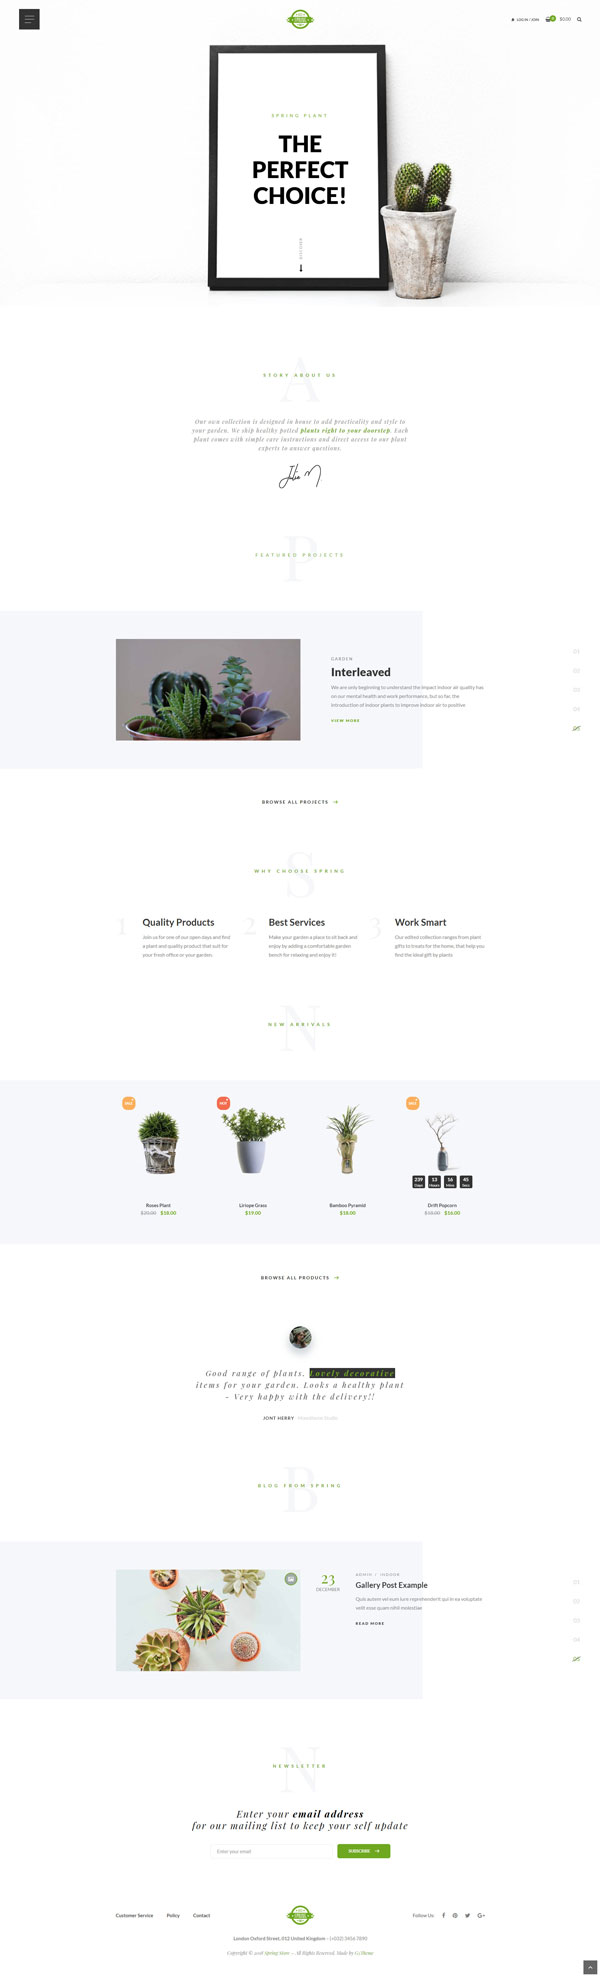 SPRING
LOG IN / JOIN
0
$0.00
SPRING PLANT
THE
PERFECT
CHOICE!
DISCOVER
A
STORY ABOUT US
Our own collection is designed in house to add practicality and style to
your garden. We ship healthy potted plants right to your doorstep. Each
plant comes with simple care instructions and direct access to our plant
experts to answer questions.
Julia M.
P
FEATURED PROJECTS
GARDEN
Interleaved
We are only beginning to understand the impact indoor air quality has
on our mental health and work performance, but so far, the
introduction of indoor plants to improve indoor air to positive
VIEW MORE
01
02
03
04
05
BROWSE ALL PROJECTS
S
WHY CHOOSE SPRING
1
Quality Products
Join us for one of our open days and find
a plant and quality product that suit for
your fresh office or your garden.
2
Best Services
Make your garden a place to sit back and
enjoy by adding a comfortable garden
bench for relaxing and enjoy it!
3
Work Smart
Our edited collection ranges from plant
gifts to treats for the home, that help you
find the ideal gift by plants
N
NEW ARRIVALS
SALE
HOT
SALE
239 13 16 45
Days Hours Mins Secs
Roses Plant
$20.00 $18.00
Liriope Grass
$19.00
Bamboo Pyramid
$18.00
Drift Popcorn
$18.00 $16.00
BROWSE ALL PRODUCTS
Good range of plants. Lovely decorative
items for your garden. Looks a healthy plant
- Very happy with the delivery!!
JONT HERRY
B
BLOG FROM SPRING
23
DECEMBER
ADMIN / INDOOR
Gallery Post Example
Quis autem vel eum iure reprehenderit qui in ea voluptate
velit esse quam nihil molestiae
READ MORE
01
02
03
04
05
N
NEWSLETTER
Enter your email address
for our mailing list to keep your self update
Enter your email
SUBSCRIBE
Customer Service
Policy
Contact
SPRING
Follow Us:
London Oxford Street, 012 United Kingdom - (+032) 3456 7890
Copyright © 2018 Spring Store — All Rights Reserved. Made by G5Theme